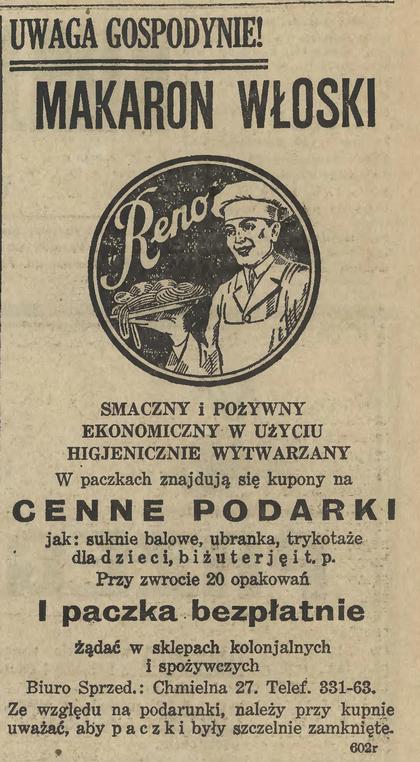 UWAGA GOSPODYNIE!
MAKARON WŁOSKI
Reno
SMACZNY i POŻYWNY
EKONOMICZNY W UŻYCIU
HIGJENICZNIE WYTWARZANY
W paczkach znajdują się kupony na
CENNE PODARKI
jak: suknie balowe, ubranka, trykotaże
dla dzieci, biżuterję i t. p.
Przy zwrocie 20 opakowań
I paczka bezpłatnie
Żądać w sklepach kolonjalnych
i spożywczych
Biuro Sprzed.: Chmielna 27. Telef. 331-63.
Ze względu na podarunki, należy przy kupnie
uważać, aby paczki były szczelnie zamknięte.
602r